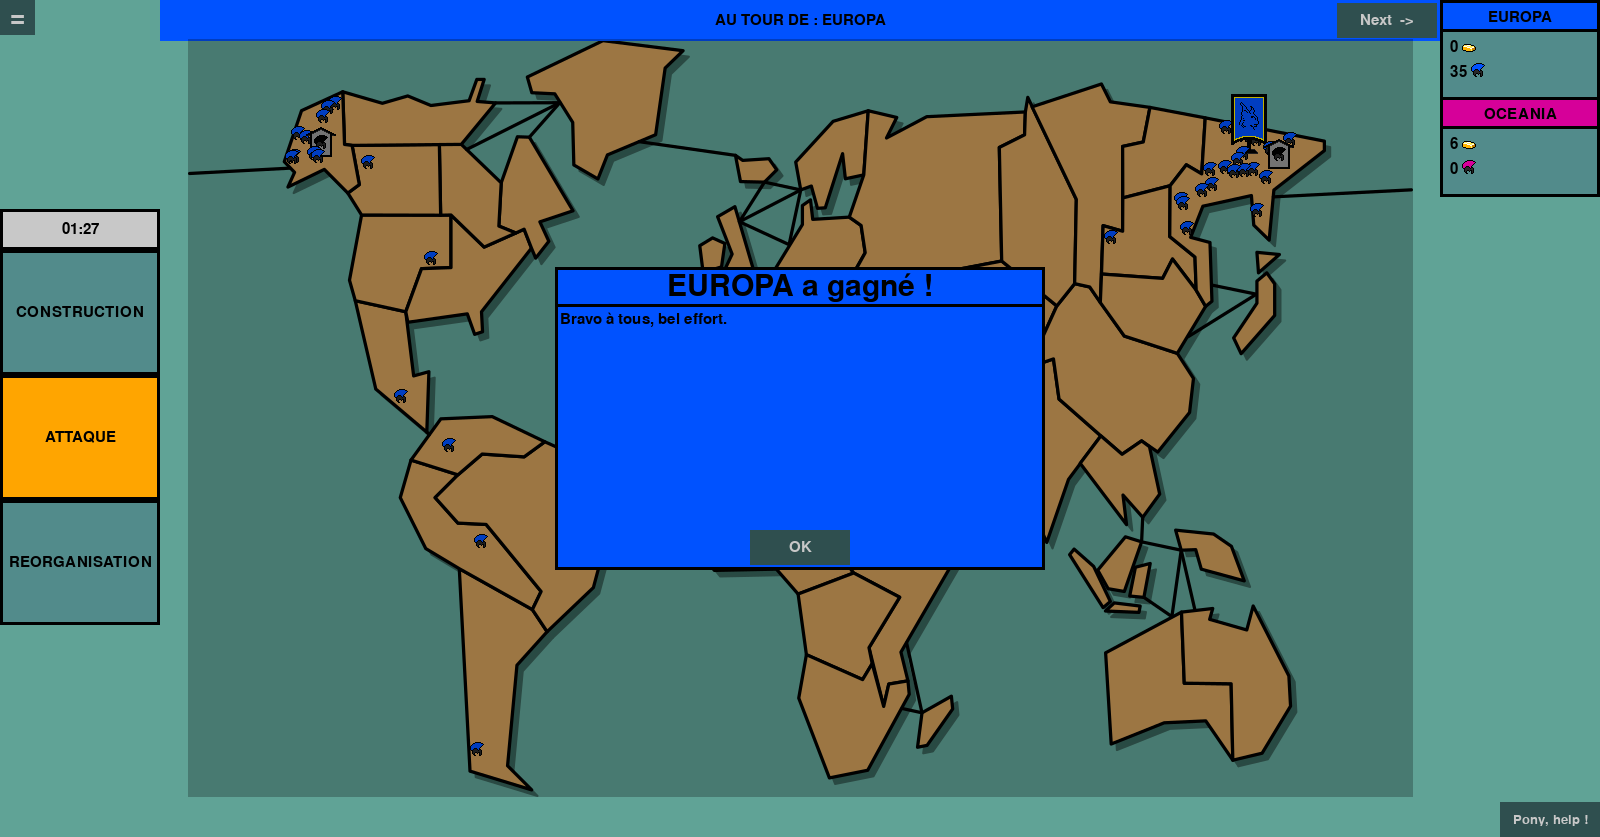 =
AU TOUR DE : EUROPA
Next ->
EUROPA
0
35
OCEANIA
6
0
01:27
CONSTRUCTION
ATTAQUE
REORGANISATION
EUROPA a gagné !
Bravo à tous, bel effort.
OK
Pony, help !